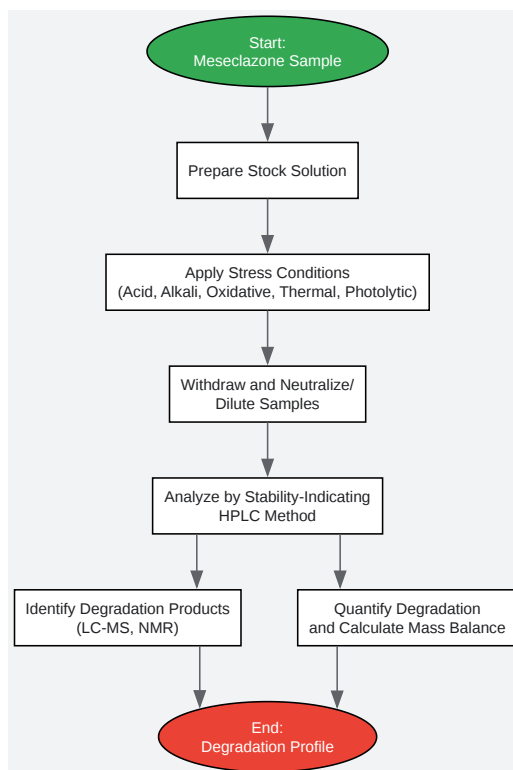 Start:
Meseclazone Sample
Prepare Stock Solution
Apply Stress Conditions
(Acid, Alkali, Oxidative, Thermal, Photolytic)
Withdraw and Neutralize/
Dilute Samples
Analyze by Stability-Indicating
HPLC Method
Identify Degradation Products
(LC-MS, NMR)
Quantify Degradation
and Calculate Mass Balance
End:
Degradation Profile